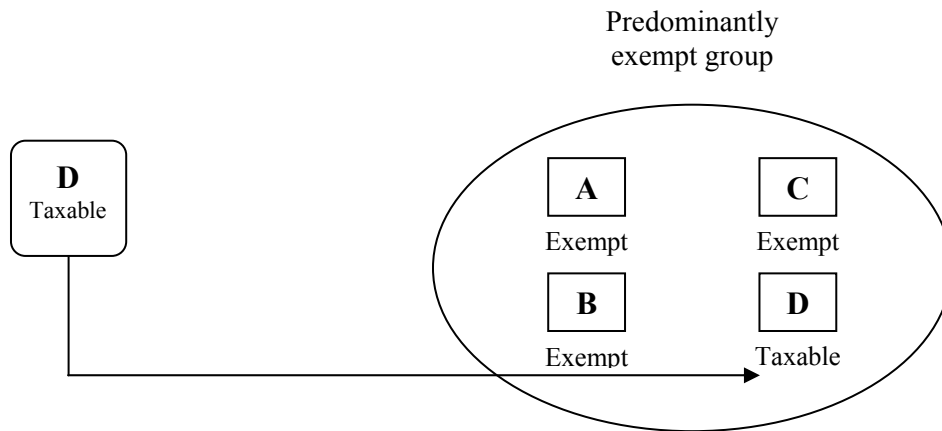 Predominantly
exempt group
D
Taxable
A
Exempt
C
Exempt
B
Exempt
D
Taxable